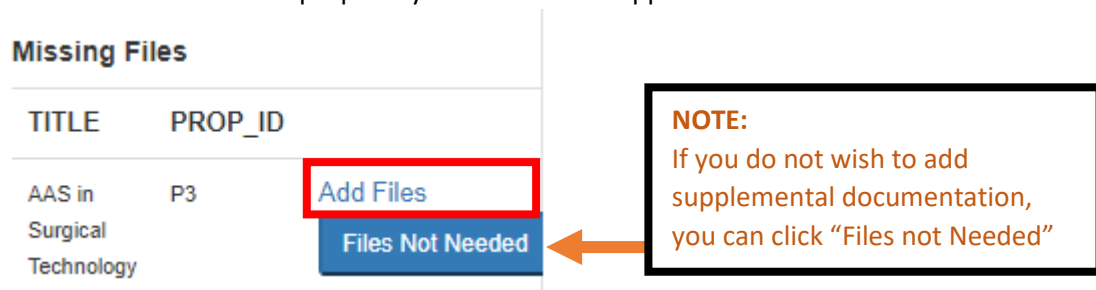 Missing Files
TITLE PROP_ID
AAS in P3 Add Files
Surgical
Technology
Files Not Needed
NOTE:
If you do not wish to add
supplemental documentation,
you can click “Files not Needed”